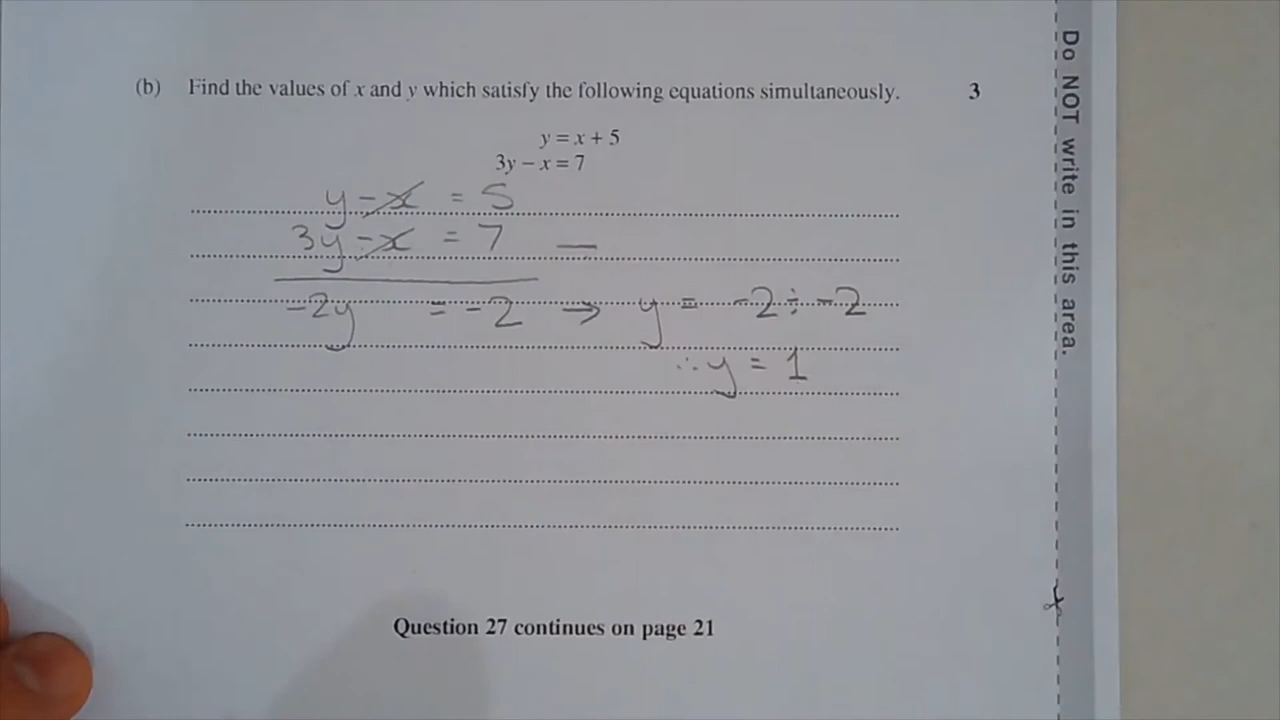 (b) Find the values of x and y which satisfy the following equations simultaneously. 3
y = x + 5
3y – x = 7
y - x = 5
3y - x = 7 —
-2y = -2 → y = -2 ÷ -2
∴ y = 1
Question 27 continues on page 21
Do NOT write in this area.